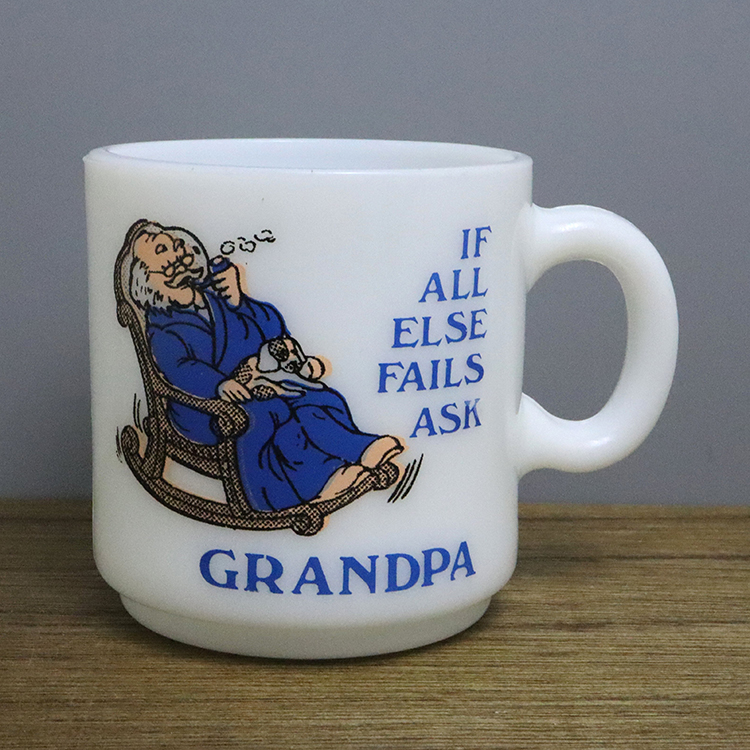 IF
ALL
ELSE
FAILS
ASK
GRANDPA